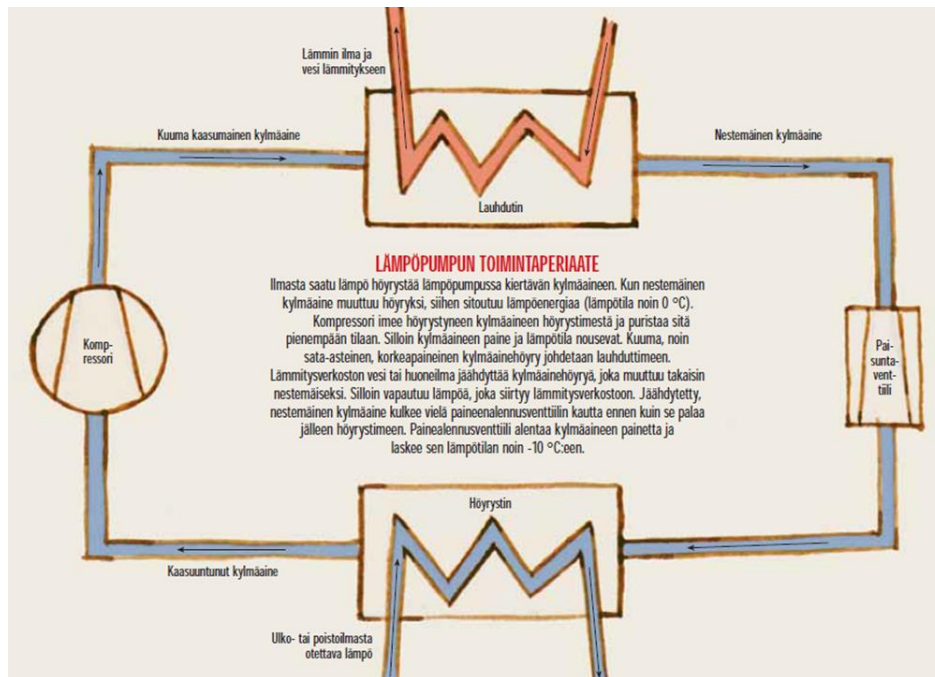 Lämmin ilma ja
vesi lämmitykseen
Kuuma kaasumainen kylmäaine
Nestemäinen kylmäaine
Lauhdutin
LÄMPÖPUMPUN TOIMINTAPERIAATE
Ilmasta saatu lämpö höyrystää lämpöpumpussa kiertävän kylmäaineen. Kun nestemäinen
kylmäaine muuttuu höyryksi, siihen sitoutuu lämpöenergiaa (lämpötila noin 0 °C).
Kompressori imee höyrystyneen kylmäaineen höyrystimestä ja puristaa sitä
pienempään tilaan. Silloin kylmäaineen paine ja lämpötila nousevat. Kuuma, noin
sata-asteinen, korkeapaineinen kylmäainehöyry johdetaan lauhduttimeen.
Lämmitysverkoston vesi tai huoneilma jäähdyttää kylmäainehöyryä, joka muuttuu takaisin
nestemäiseksi. Silloin vapautuu lämpöä, joka siirtyy lämmitysverkostoon. Jäähdytetty,
nestemäinen kylmäaine kulkee vielä paineenalennusventtiilin kautta ennen kuin se palaa
jälleen höyrystimeen. Painealennusventtiili alentaa kylmäaineen painetta ja
laskee sen lämpötilan noin -10 °C:een.
Komp-
ressori
Pai-
sunta-
vent-
tiili
Höyrystin
Kaasuuntunut kylmäaine
Ulko- tai poistoilmasta
otettava lämpö